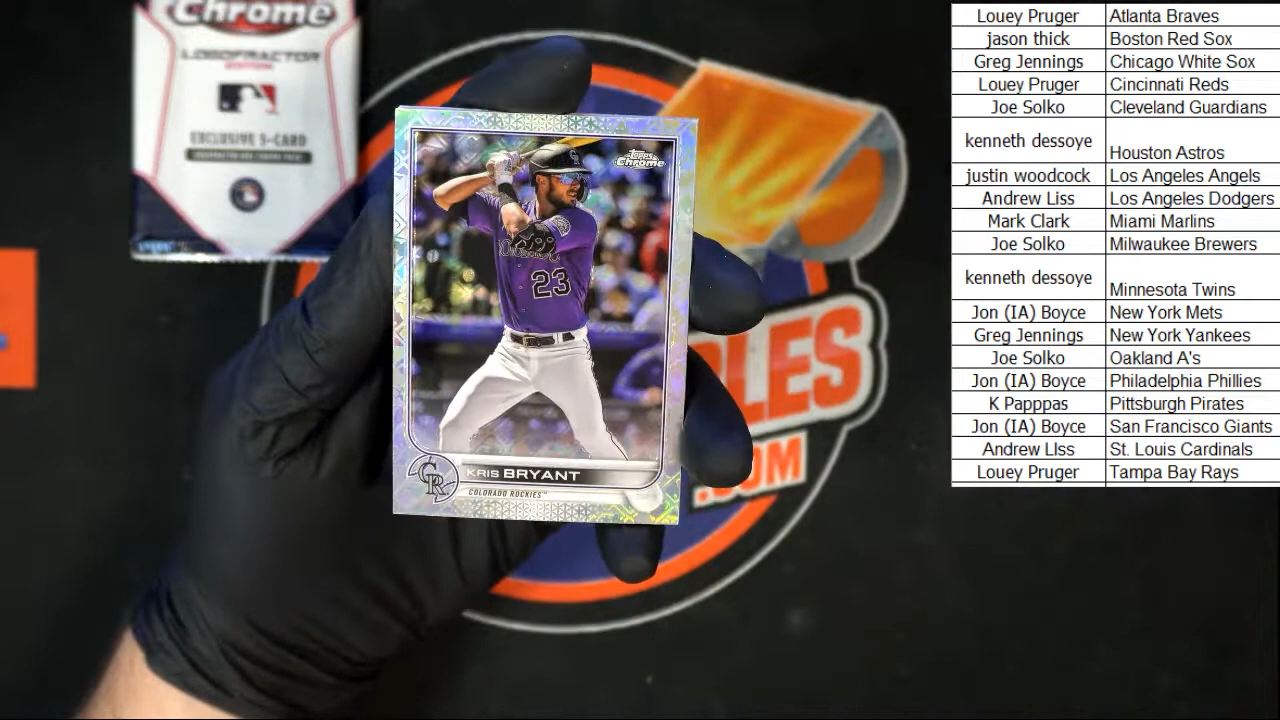 Chrome
LOGOFRACTOR
EDITION
EXCLUSIVE 5-CARD
Topps
Chrome
23
KRIS BRYANT
CR
COLORADO ROCKIES™
LES
.COM
Louey Pruger Atlanta Braves
jason thick Boston Red Sox
Greg Jennings Chicago White Sox
Louey Pruger Cincinnati Reds
Joe Solko Cleveland Guardians
kenneth dessoye Houston Astros
justin woodcock Los Angeles Angels
Andrew Liss Los Angeles Dodgers
Mark Clark Miami Marlins
Joe Solko Milwaukee Brewers
kenneth dessoye Minnesota Twins
Jon (IA) Boyce New York Mets
Greg Jennings New York Yankees
Joe Solko Oakland A's
Jon (IA) Boyce Philadelphia Phillies
K Papppas Pittsburgh Pirates
Jon (IA) Boyce San Francisco Giants
Andrew LIss St. Louis Cardinals
Louey Pruger Tampa Bay Rays